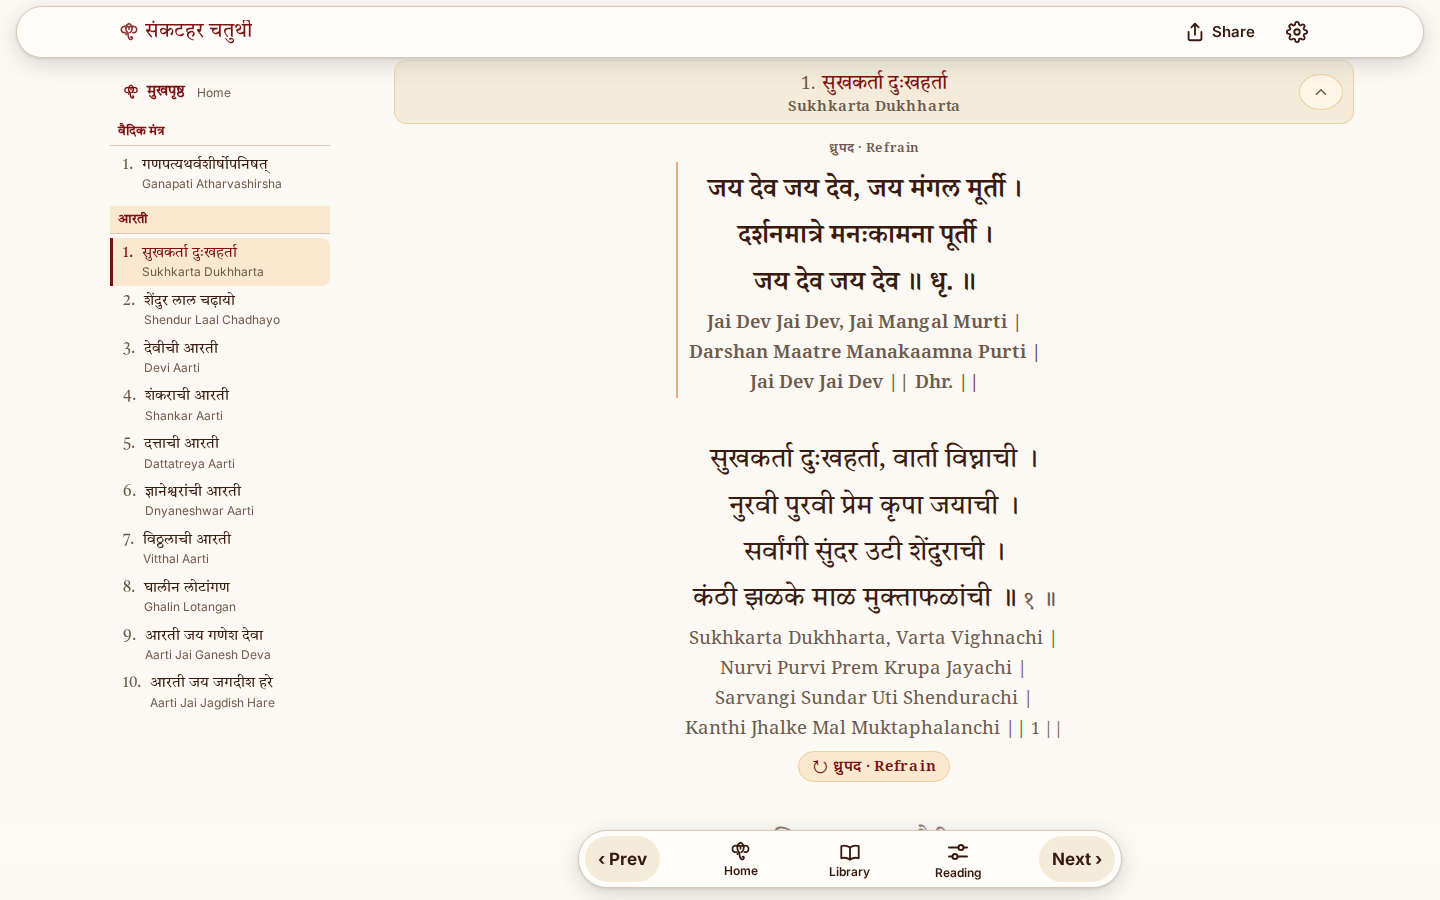 संकटहर चतुर्थी
Share
मुखपृष्ठ Home
वैदिक मंत्र
1. गणपत्यथर्वशीर्षोपनिषत्
Ganapati Atharvashirsha
आरती
1. सुखकर्ता दुःखहर्ता
Sukhkarta Dukhharta
2. शेंदुर लाल चढ़ायो
Shendur Laal Chadhayo
3. देवीची आरती
Devi Aarti
4. शंकराची आरती
Shankar Aarti
5. दत्ताची आरती
Dattatreya Aarti
6. ज्ञानेश्वरांची आरती
Dnyaneshwar Aarti
7. विठ्ठलाची आरती
Vitthal Aarti
8. घालीन लोटांगण
Ghalin Lotangan
9. आरती जय गणेश देवा
Aarti Jai Ganesh Deva
10. आरती जय जगदीश हरे
Aarti Jai Jagdish Hare
1. सुखकर्ता दुःखहर्ता
Sukhkarta Dukhharta
ध्रुपद · Refrain
जय देव जय देव, जय मंगल मूर्ती ।
दर्शनमात्रे मनःकामना पूर्ती ।
जय देव जय देव ॥ धृ. ॥
Jai Dev Jai Dev, Jai Mangal Murti |
Darshan Maatre Manakaamna Purti |
Jai Dev Jai Dev || Dhr. ||
सुखकर्ता दुःखहर्ता, वार्ता विघ्नाची ।
नुरवी पुरवी प्रेम कृपा जयाची ।
सर्वांगी सुंदर उटी शेंदुराची ।
कंठी झळके माळ मुक्ताफळांची ॥ १ ॥
Sukhkarta Dukhharta, Varta Vighnachi |
Nurvi Purvi Prem Krupa Jayachi |
Sarvangi Sundar Uti Shendurachi |
Kanthi Jhalke Mal Muktaphalanchi || 1 ||
ध्रुपद · Refrain
‹ Prev
Home
Library
Reading
Next ›